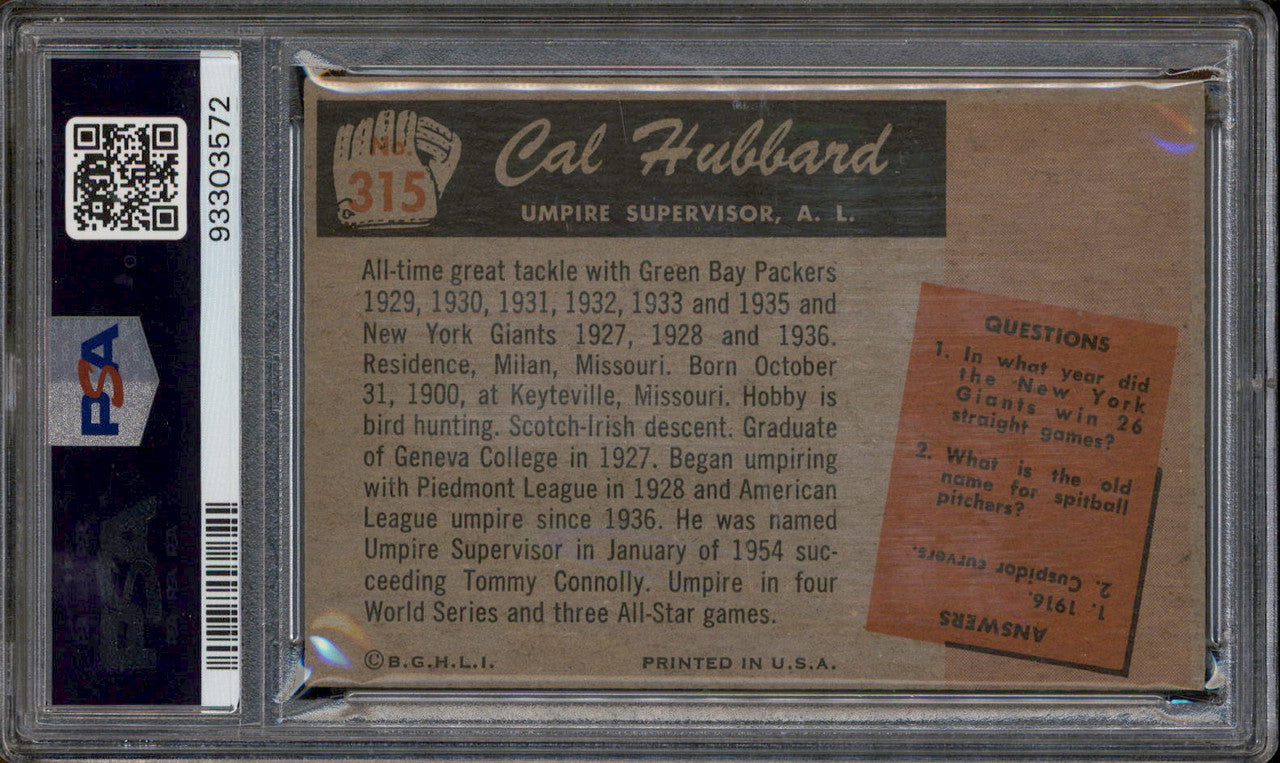 93303572
PSA
No.
315
Cal Hubbard
UMPIRE SUPERVISOR, A. L.
All-time great tackle with Green Bay Packers
1929, 1930, 1931, 1932, 1933 and 1935 and
New York Giants 1927, 1928 and 1936.
Residence, Milan, Missouri. Born October
31, 1900, at Keyteville, Missouri. Hobby is
bird hunting. Scotch-Irish descent. Graduate
of Geneva College in 1927. Began umpiring
with Piedmont League in 1928 and American
League umpire since 1936. He was named
Umpire Supervisor in January of 1954 suc-
ceeding Tommy Connolly. Umpire in four
World Series and three All-Star games.
©B.G.H.L.I.
PRINTED IN U.S.A.
QUESTIONS
1. In what year did
the New York
Giants win 26
straight games?
2. What is the old
name for spitball
pitchers?
ANSWERS
1. 1916.
2. Cuspidor curvers.